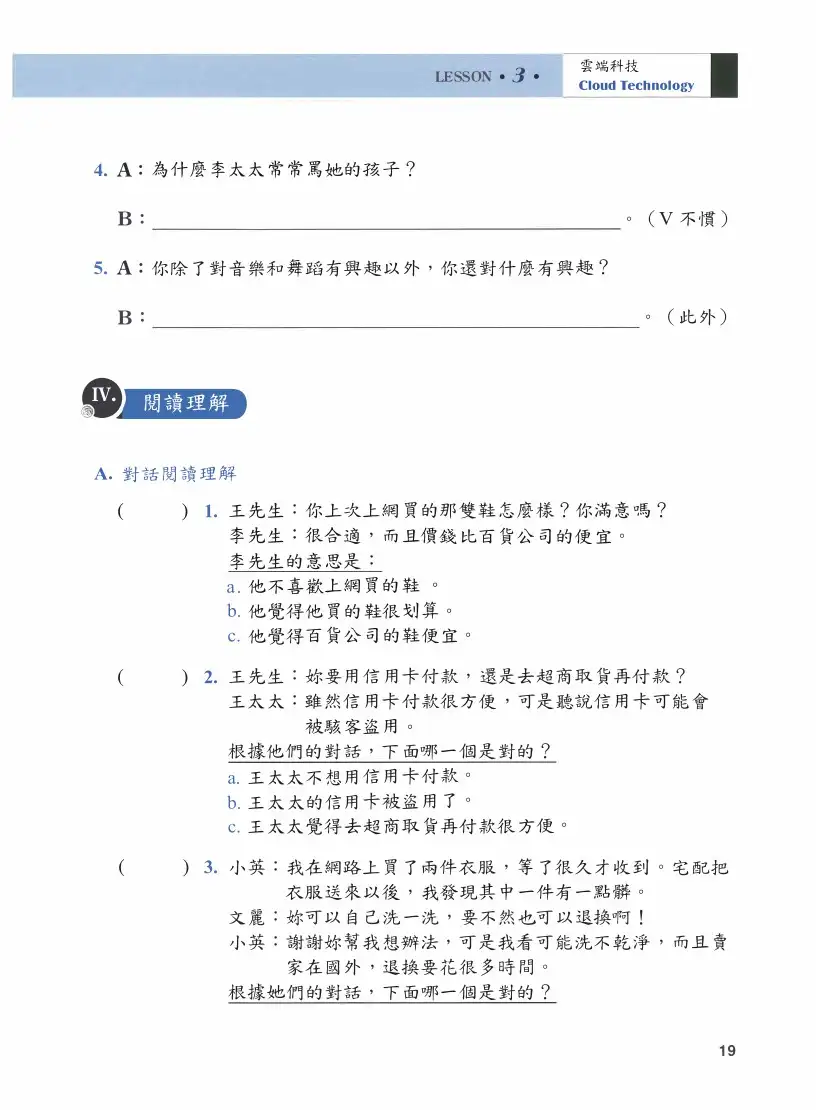 LESSON • 3 •
雲端科技
Cloud Technology
4. A：為什麼李太太常常罵她的孩子？
B：____________________。（V 不慣）
5. A：你除了對音樂和舞蹈有興趣以外，你還對什麼有興趣？
B：____________________。（此外）
IV. 閱讀理解
A. 對話閱讀理解
（　　）1. 王先生：你上次上網買的那雙鞋怎麼樣？你滿意嗎？
李先生：很合適，而且價錢比百貨公司的便宜。
李先生的意思是：
a. 他不喜歡上網買的鞋 。
b. 他覺得他買的鞋很划算。
c. 他覺得百貨公司的鞋便宜。
（　　）2. 王先生：妳要用信用卡付款，還是去超商取貨再付款？
王太太：雖然信用卡付款很方便，可是聽說信用卡可能會
被駭客盜用。
根據他們的對話，下面哪一個是對的？
a. 王太太不想用信用卡付款。
b. 王太太的信用卡被盜用了。
c. 王太太覺得去超商取貨再付款很方便。
（　　）3. 小英：我在網路上買了兩件衣服，等了很久才收到。宅配把
衣服送來以後，我發現其中一件有一點髒。
文麗：妳可以自己洗一洗，要不然也可以退換啊！
小英：謝謝妳幫我想辦法，可是我看可能洗不乾淨，而且賣
家在國外，退換要花很多時間。
根據她們的對話，下面哪一個是對的？
19